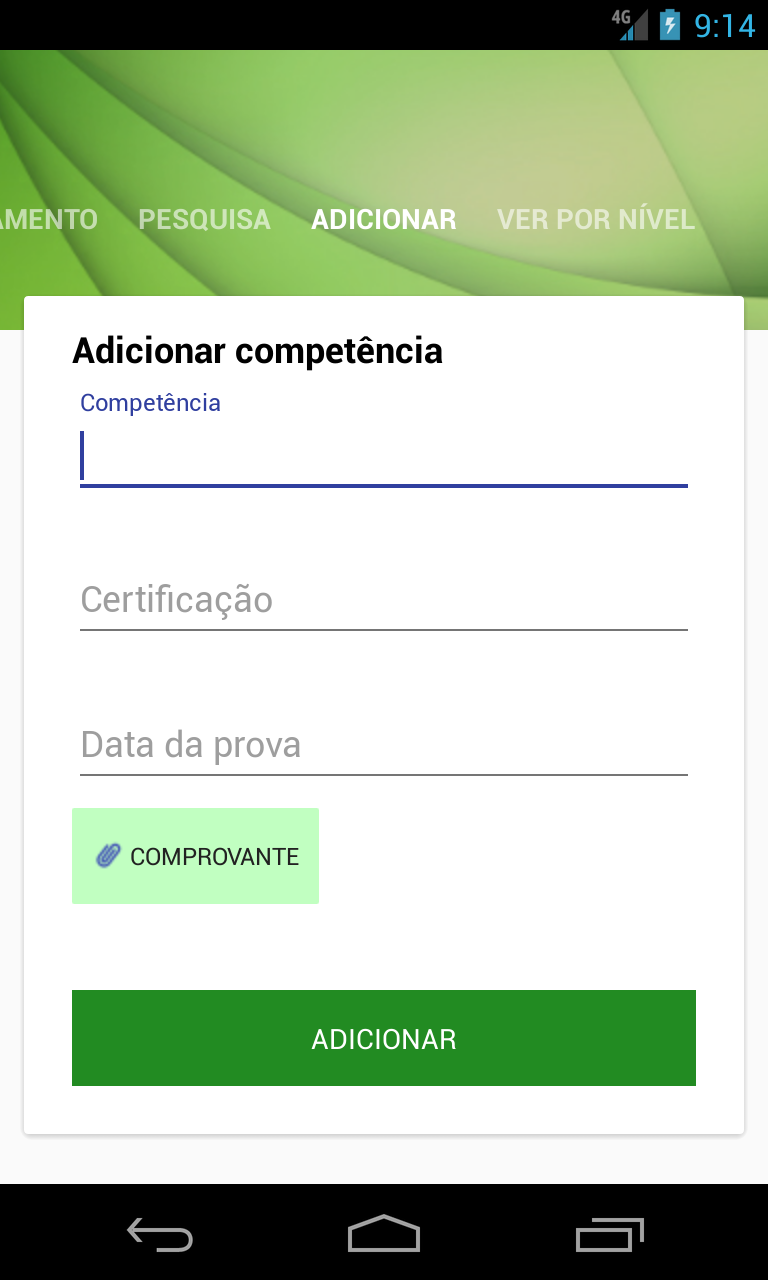 4G 9:14
AMENTO PESQUISA ADICIONAR VER POR NÍVEL
Adicionar competência
Competência
Certificação
Data da prova
COMPROVANTE
ADICIONAR